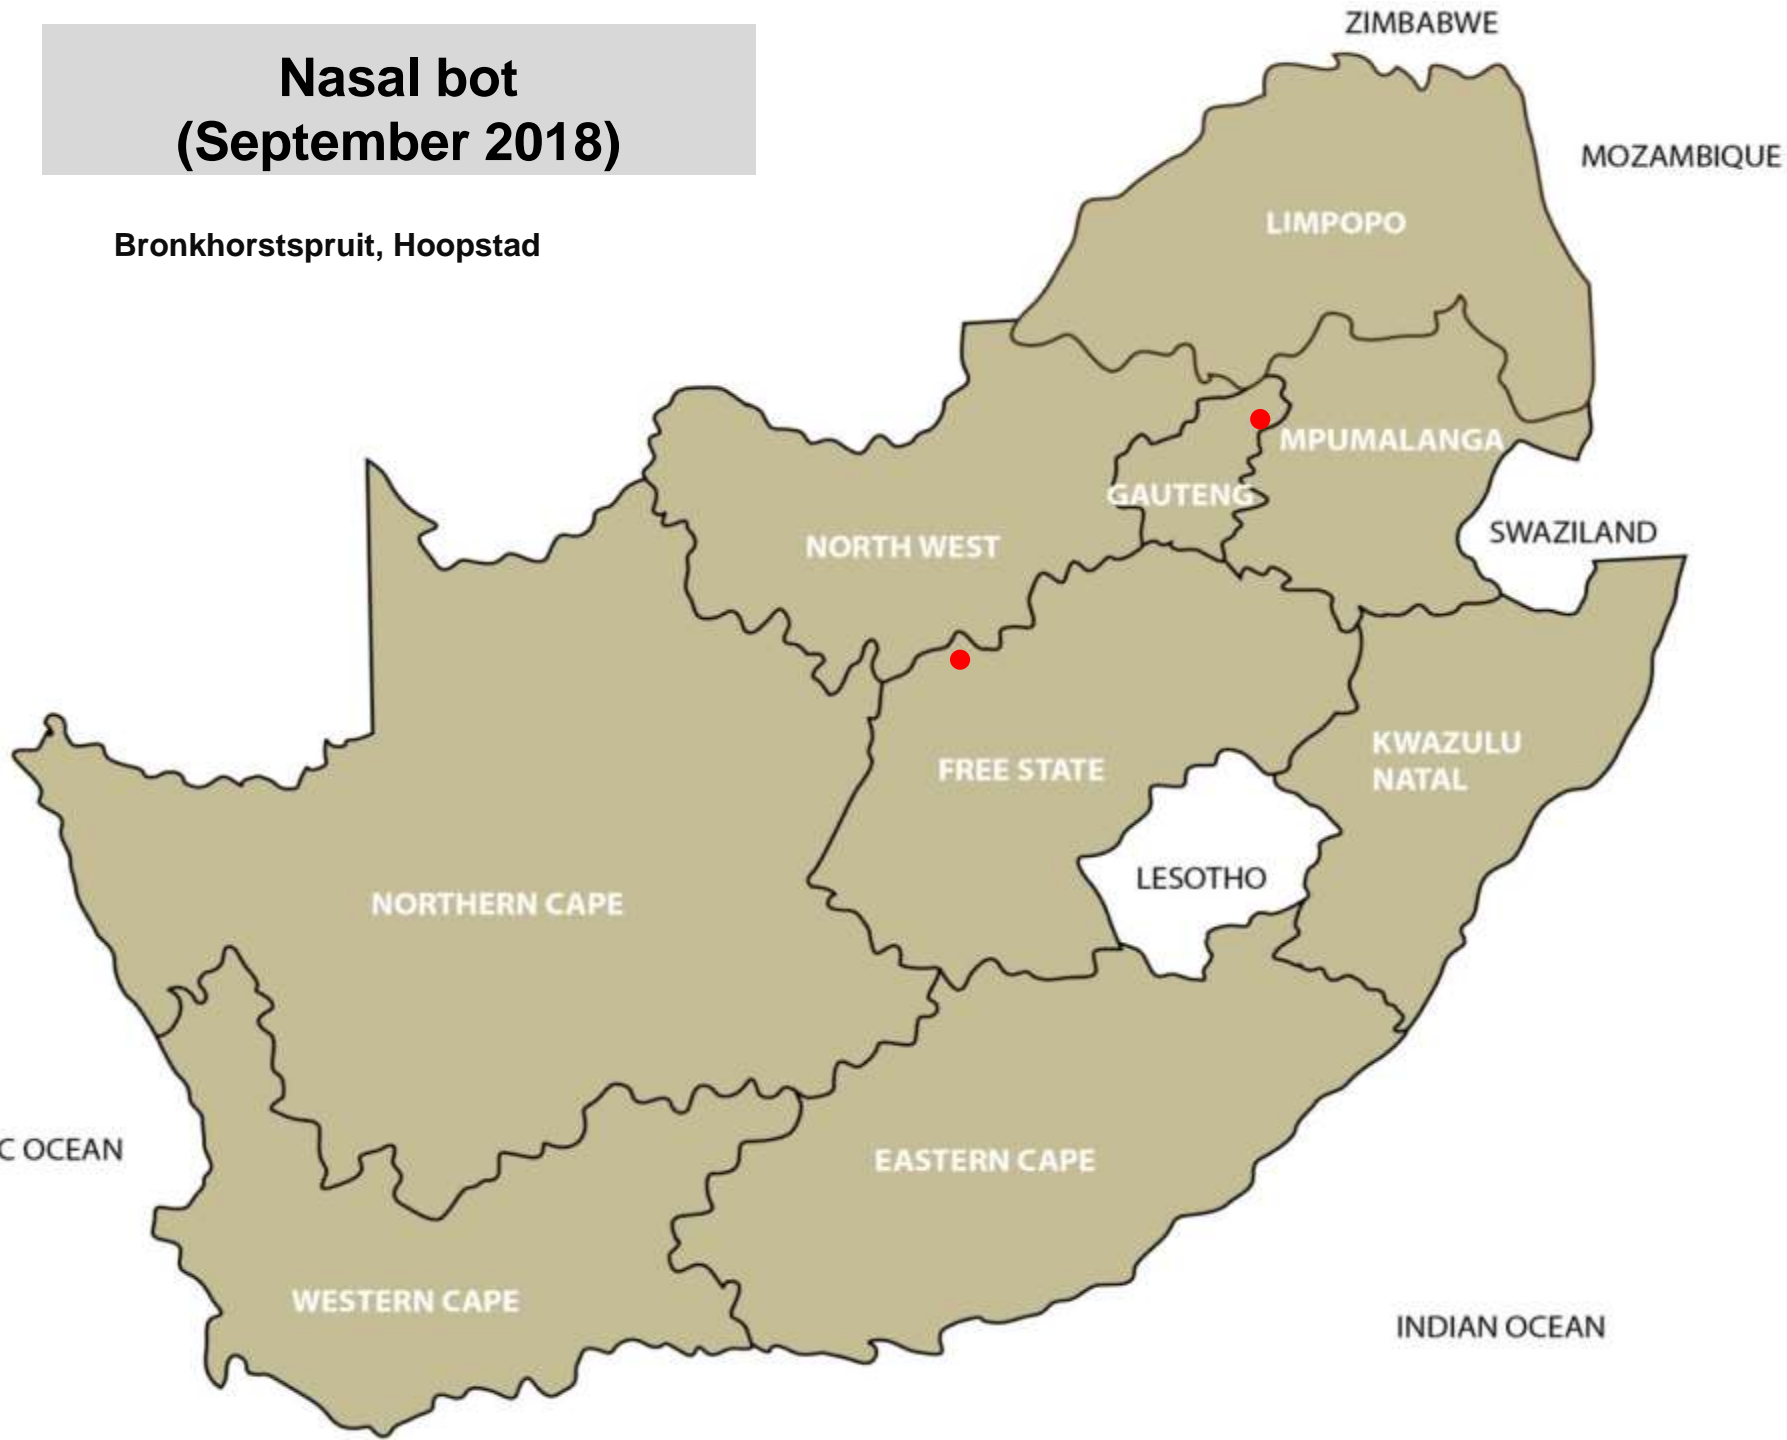 Nasal bot
(September 2018)
Bronkhorstspruit, Hoopstad
ZIMBABWE
MOZAMBIQUE
LIMPOPO
MPUMALANGA
GAUTENG
SWAZILAND
NORTH WEST
KWAZULU
NATAL
FREE STATE
LESOTHO
NORTHERN CAPE
C OCEAN
EASTERN CAPE
WESTERN CAPE
INDIAN OCEAN